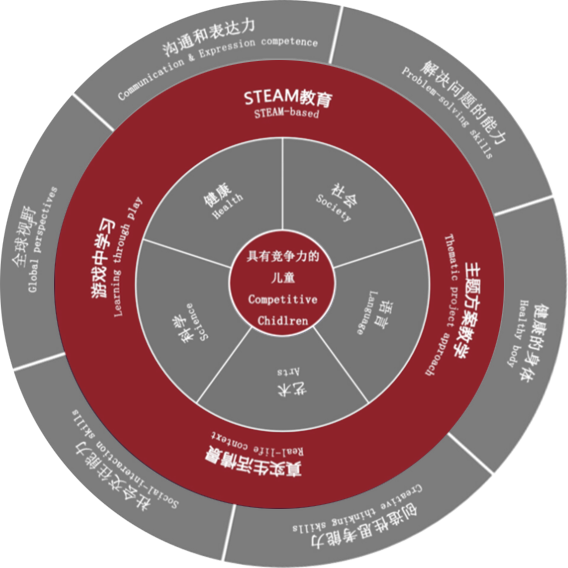 沟通和表达力
Communication & Expression competence
解决问题的能力
Problem-solving skills
健康的身体
Healthy body
创造性思考能力
Creative thinking skills
社会交往能力
Social-interaction skills
全球视野
Global perspectives
STEAM教育
STEAM-based
主题方案教学
Thematic project approach
真实生活情景
Real-life context
游戏中学习
Learning through play
健康
Health
社会
Society
语言
Language
艺术
Arts
科学
Science
具有竞争力的
儿童
Competitive
Chidlren